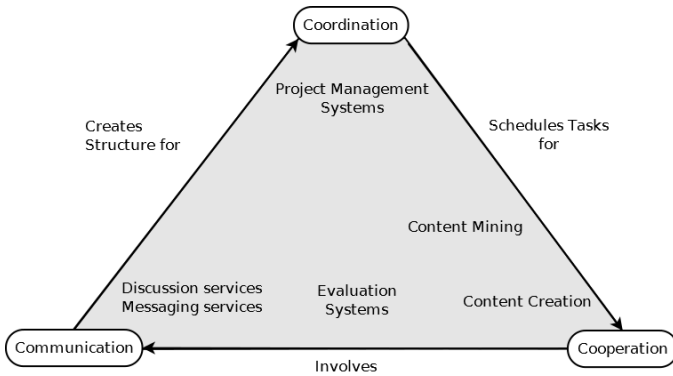 Coordination
Project Management
Systems
Creates
Structure for
Schedules Tasks
for
Content Mining
Discussion services
Messaging services
Evaluation
Systems
Content Creation
Communication
Cooperation
Involves